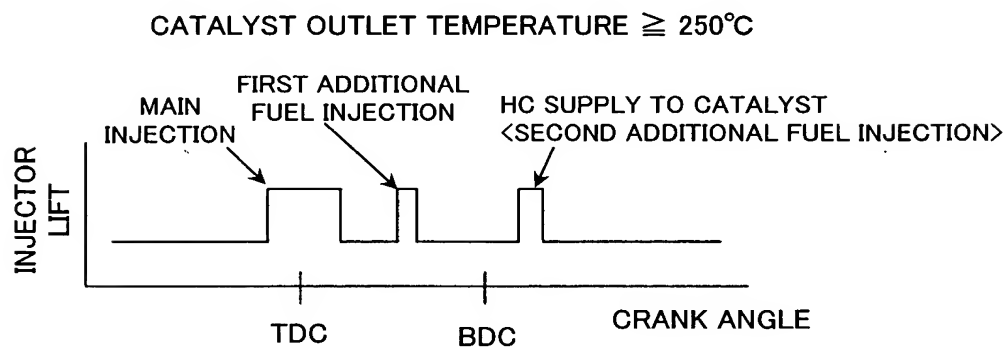 CATALYST OUTLET TEMPERATURE ≧ 250°C
FIRST ADDITIONAL
FUEL INJECTION
MAIN
INJECTION
HC SUPPLY TO CATALYST
<SECOND ADDITIONAL FUEL INJECTION>
INJECTOR
LIFT
TDC
BDC
CRANK ANGLE